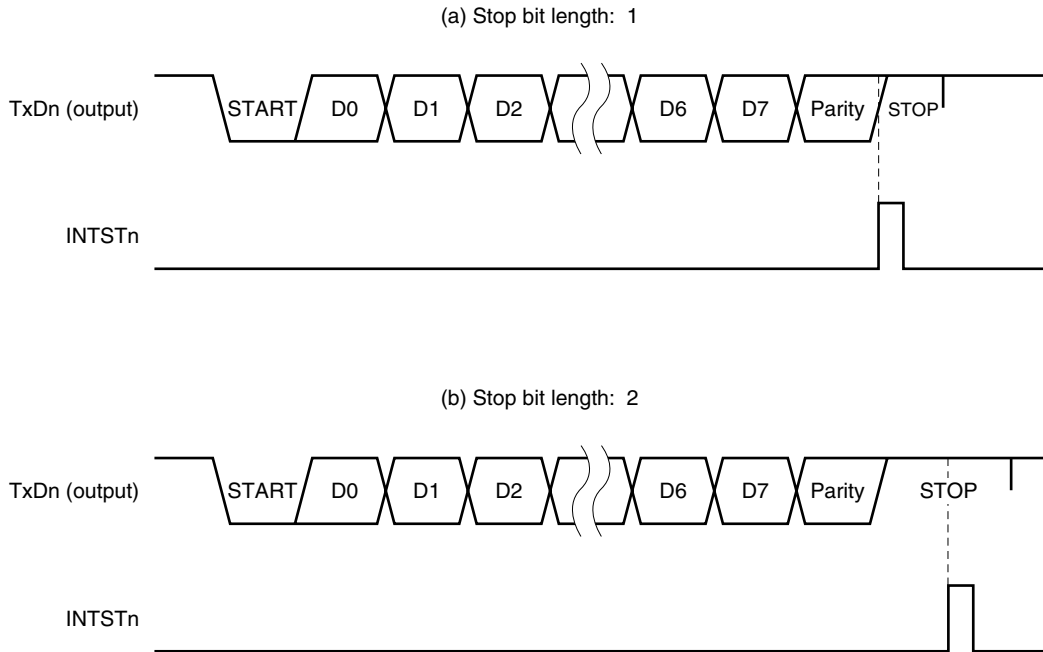 (a) Stop bit length: 1
TxDn (output)
START D0 D1 D2 D6 D7 Parity STOP
INTSTn
(b) Stop bit length: 2
TxDn (output)
START D0 D1 D2 D6 D7 Parity STOP
INTSTn